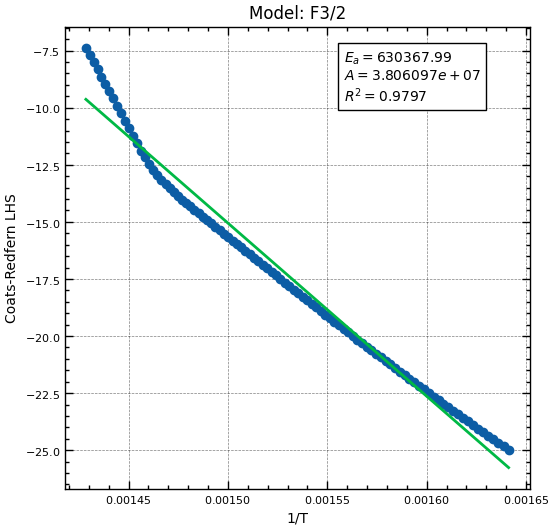 Model: F3/2
E_a = 630367.99
A = 3.806097e + 07
R² = 0.9797
Coats-Redfern LHS
−7.5
−10.0
−12.5
−15.0
−17.5
−20.0
−22.5
−25.0
0.00145 0.00150 0.00155 0.00160 0.00165
1/T